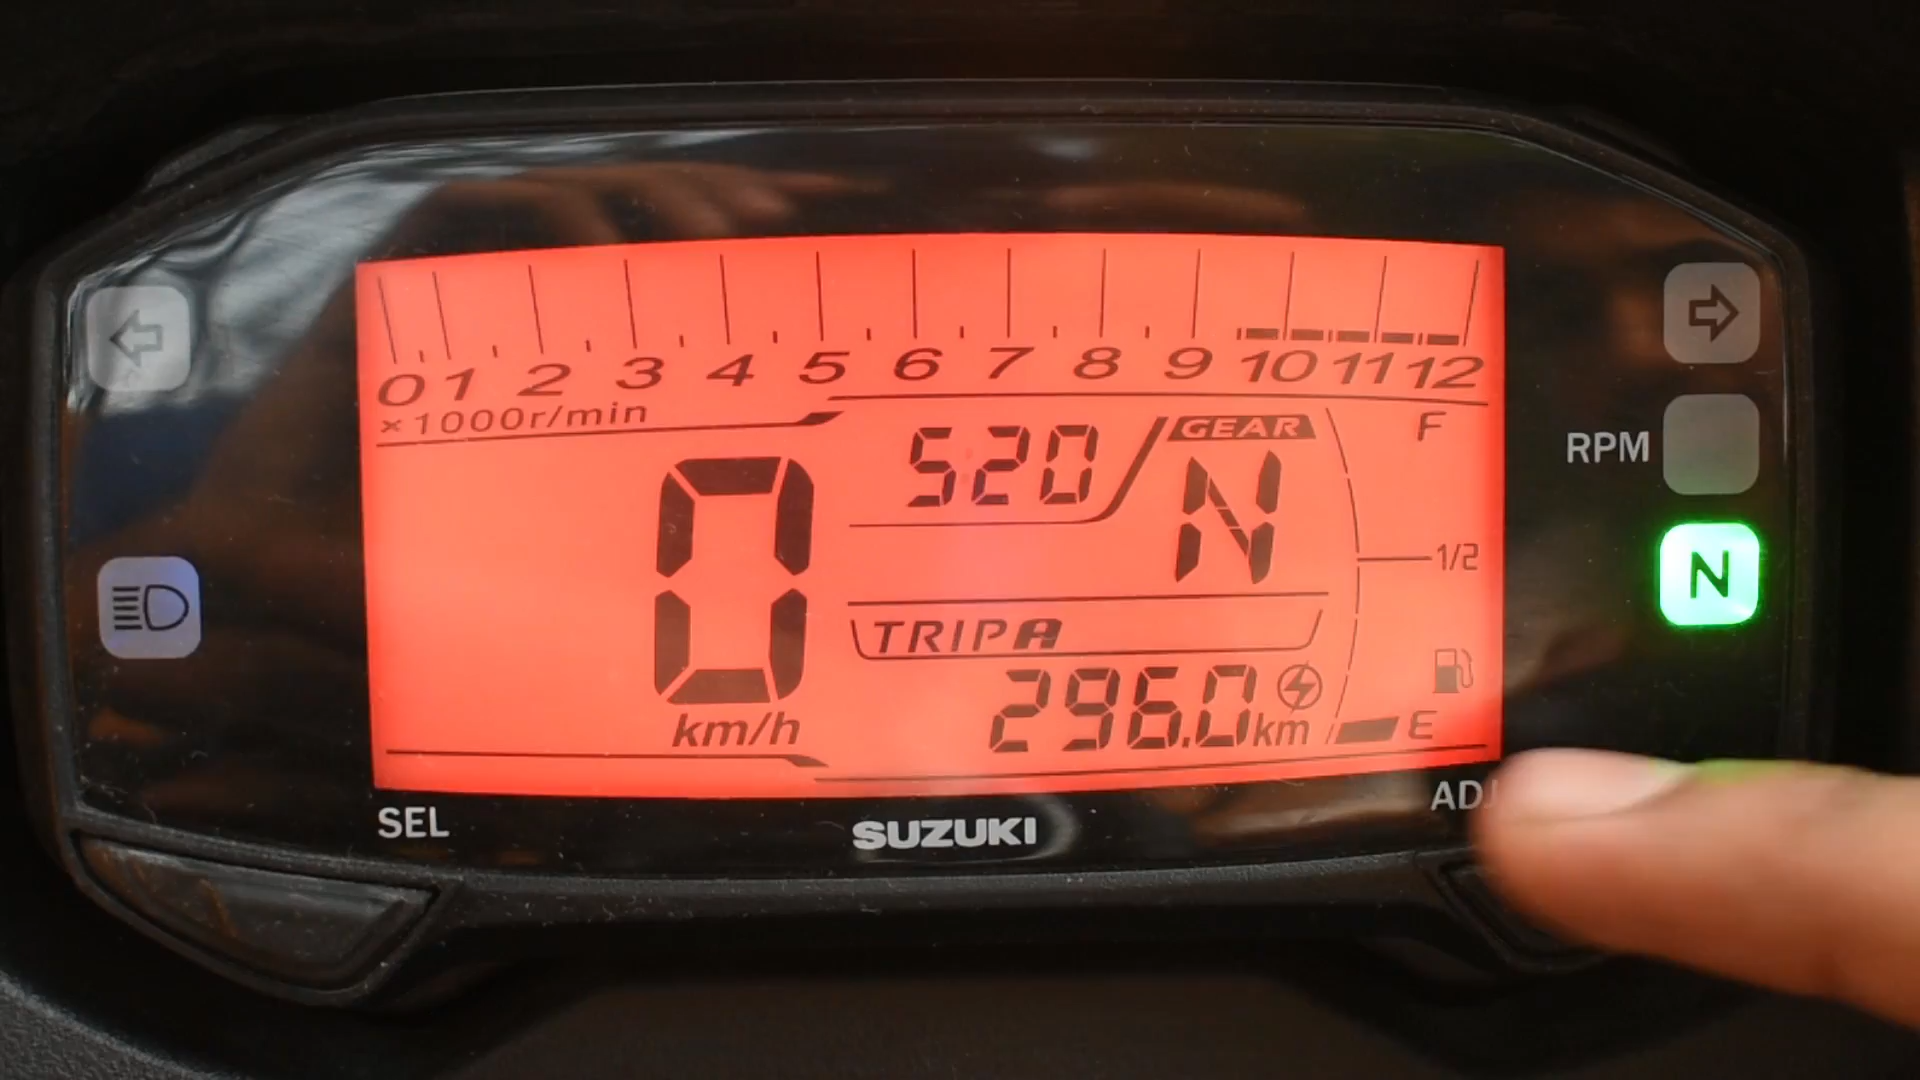 0 1 2 3 4 5 6 7 8 9 10 11 12
×1000r/min
520
GEAR
N
F
1/2
E
0
km/h
TRIP A
296.0 km
RPM
N
SEL
SUZUKI
ADJ